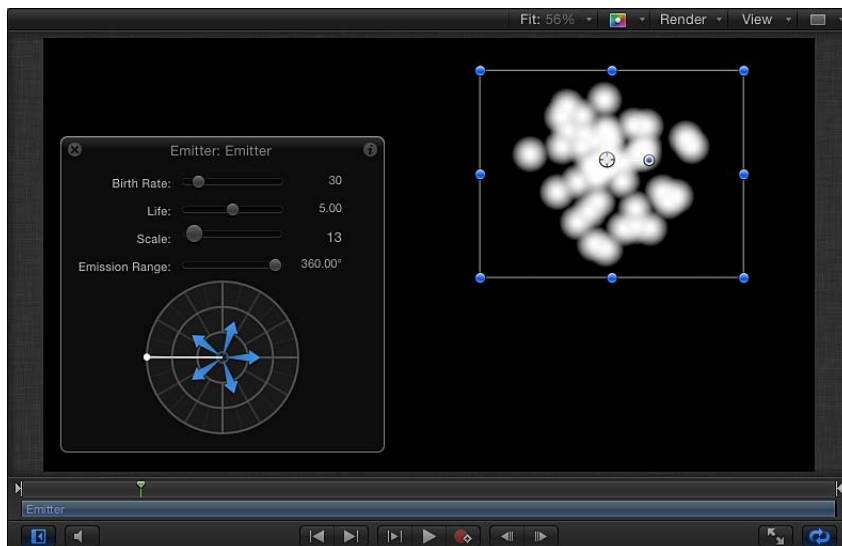 Fit: 56% Render View
Emitter: Emitter
Birth Rate: 30
Life: 5.00
Scale: 13
Emission Range: 360.00°
Emitter